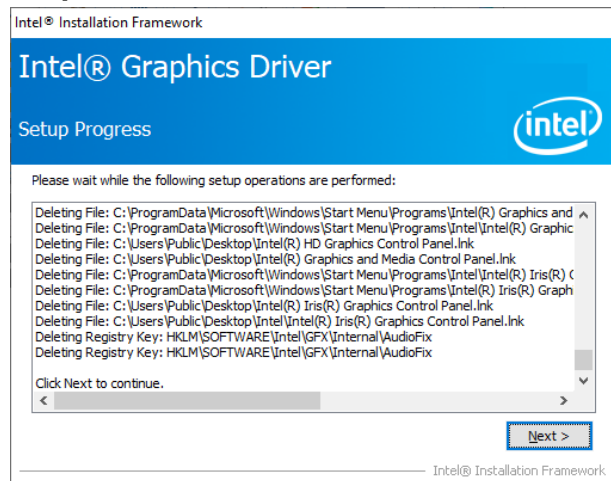 Intel® Installation Framework
Intel® Graphics Driver
Setup Progress
intel
Please wait while the following setup operations are performed:
Deleting File: C:\ProgramData\Microsoft\Windows\Start Menu\Programs\Intel(R) Graphics and
Deleting File: C:\ProgramData\Microsoft\Windows\Start Menu\Programs\Intel\Intel(R) Graphic
Deleting File: C:\Users\Public\Desktop\Intel(R) HD Graphics Control Panel.lnk
Deleting File: C:\Users\Public\Desktop\Intel(R) Graphics and Media Control Panel.lnk
Deleting File: C:\ProgramData\Microsoft\Windows\Start Menu\Programs\Intel\Intel(R) Iris(R) G
Deleting File: C:\ProgramData\Microsoft\Windows\Start Menu\Programs\Intel(R) Iris(R) Graph
Deleting File: C:\Users\Public\Desktop\Intel(R) Iris(R) Graphics Control Panel.lnk
Deleting File: C:\Users\Public\Desktop\Intel\Intel(R) Iris(R) Graphics Control Panel.lnk
Deleting Registry Key: HKLM\SOFTWARE\Intel\GFX\Internal\AudioFix
Deleting Registry Key: HKLM\SOFTWARE\Intel\GFX\Internal\AudioFix
Click Next to continue.
Next >
Intel® Installation Framework